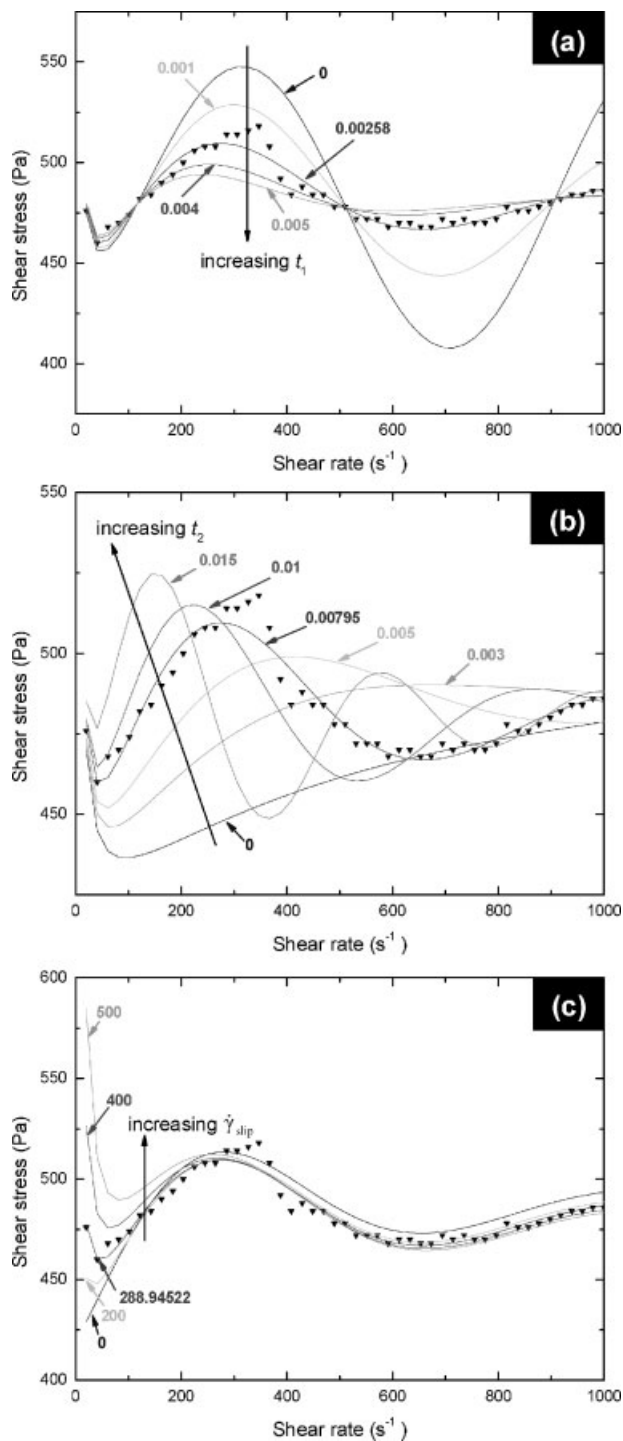 (a)
550
500
450
400
Shear stress (Pa)
0.001
0
0.00258
0.004
0.005
increasing t₁
0 200 400 600 800 1000
Shear rate (s⁻¹)
(b)
550
500
450
Shear stress (Pa)
increasing t₂
0.015
0.01
0.00795
0.005
0.003
0
0 200 400 600 800 1000
Shear rate (s⁻¹)
(c)
600
550
500
450
400
Shear stress (Pa)
500
400
increasing γ̇slip
288.94522
200
0
0 200 400 600 800 1000
Shear rate (s⁻¹)